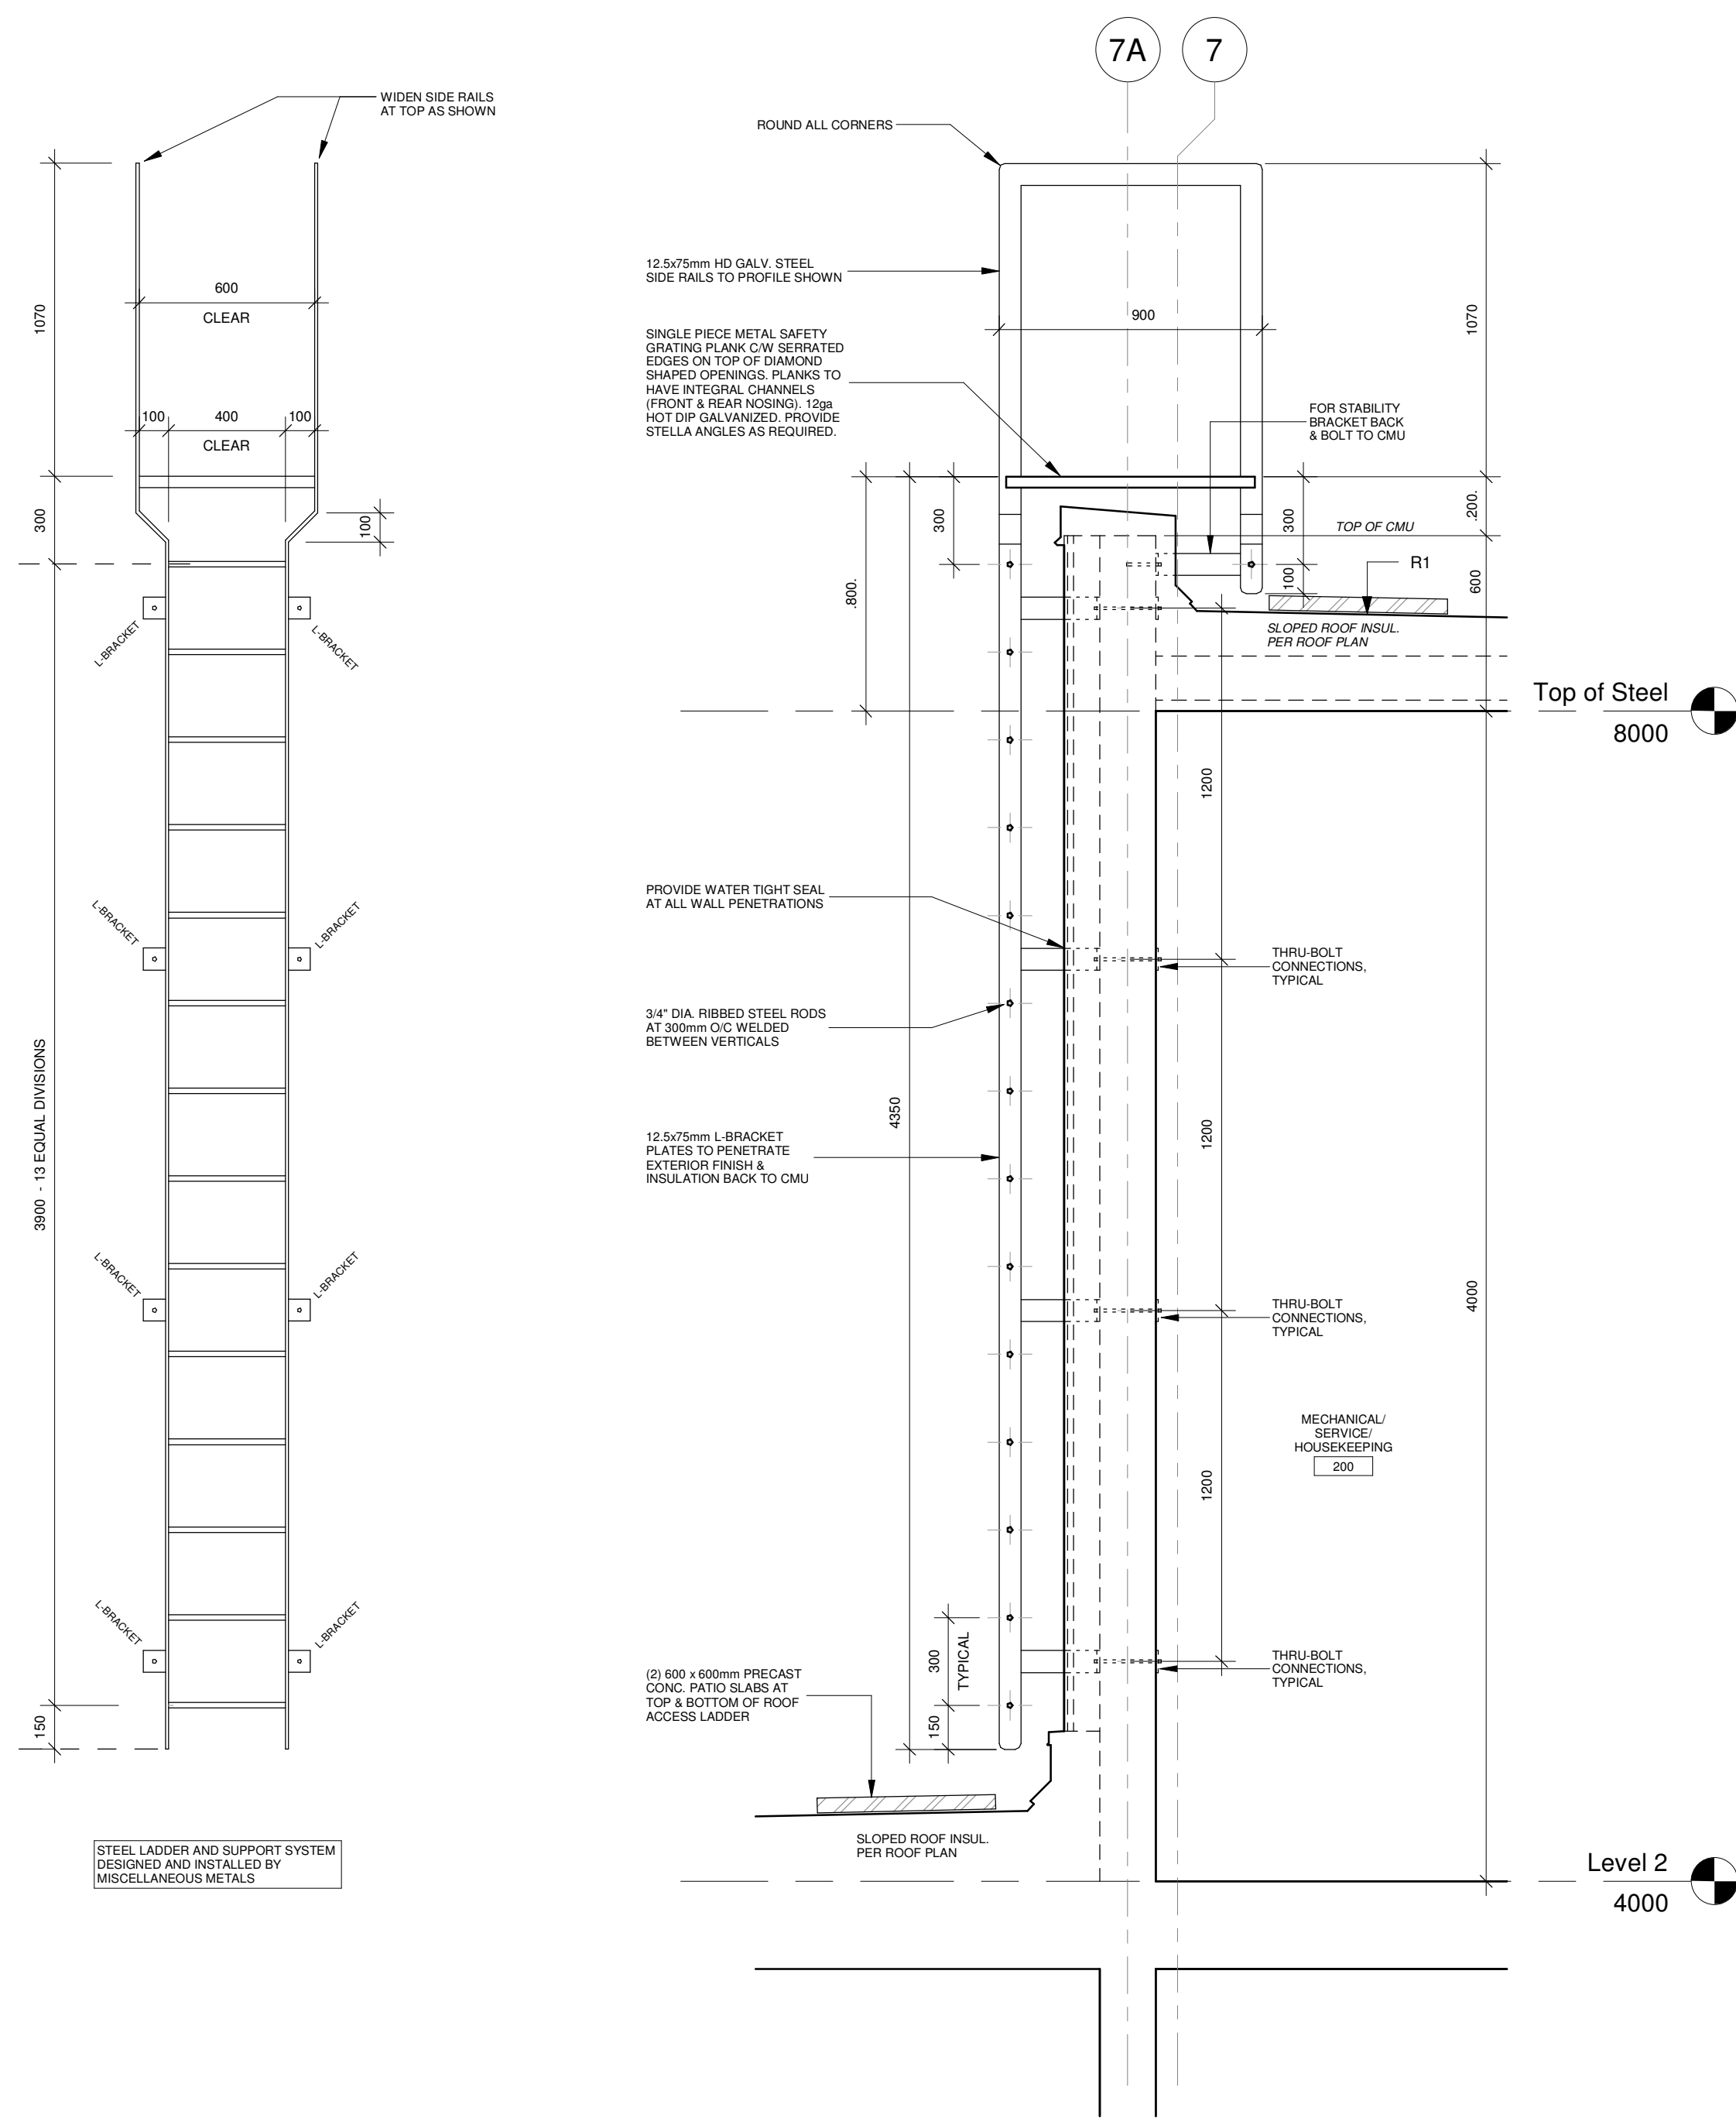 7A
7
WIDEN SIDE RAILS
AT TOP AS SHOWN
ROUND ALL CORNERS
12.5x75mm HD GALV. STEEL
SIDE RAILS TO PROFILE SHOWN
600
CLEAR
1070
900
1070
SINGLE PIECE METAL SAFETY
GRATING PLANK C/W SERRATED
EDGES ON TOP OF DIAMOND
SHAPED OPENINGS. PLANKS TO
HAVE INTEGRAL CHANNELS
(FRONT & REAR NOSING). 12ga
HOT DIP GALVANIZED. PROVIDE
STELLA ANGLES AS REQUIRED.
100
400
100
CLEAR
FOR STABILITY
BRACKET BACK
& BOLT TO CMU
300
100
300
300
.200.
TOP OF CMU
R1
.800.
100
600
L-BRACKET
L-BRACKET
SLOPED ROOF INSUL.
PER ROOF PLAN
Top of Steel
8000
1200
PROVIDE WATER TIGHT SEAL
AT ALL WALL PENETRATIONS
L-BRACKET
L-BRACKET
THRU-BOLT
CONNECTIONS,
TYPICAL
3/4" DIA. RIBBED STEEL RODS
AT 300mm O/C WELDED
BETWEEN VERTICALS
3900 - 13 EQUAL DIVISIONS
4350
1200
12.5x75mm L-BRACKET
PLATES TO PENETRATE
EXTERIOR FINISH &
INSULATION BACK TO CMU
L-BRACKET
L-BRACKET
4000
THRU-BOLT
CONNECTIONS,
TYPICAL
MECHANICAL/
SERVICE/
HOUSEKEEPING
200
1200
L-BRACKET
L-BRACKET
300
TYPICAL
THRU-BOLT
CONNECTIONS,
TYPICAL
(2) 600 x 600mm PRECAST
CONC. PATIO SLABS AT
TOP & BOTTOM OF ROOF
ACCESS LADDER
150
150
SLOPED ROOF INSUL.
PER ROOF PLAN
STEEL LADDER AND SUPPORT SYSTEM
DESIGNED AND INSTALLED BY
MISCELLANEOUS METALS
Level 2
4000